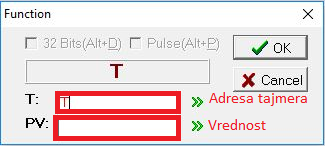 Function
32 Bits(Alt+D) Pulse(Alt+P) OK
T
Cancel
T: T Adresa tajmera
PV: Vrednost